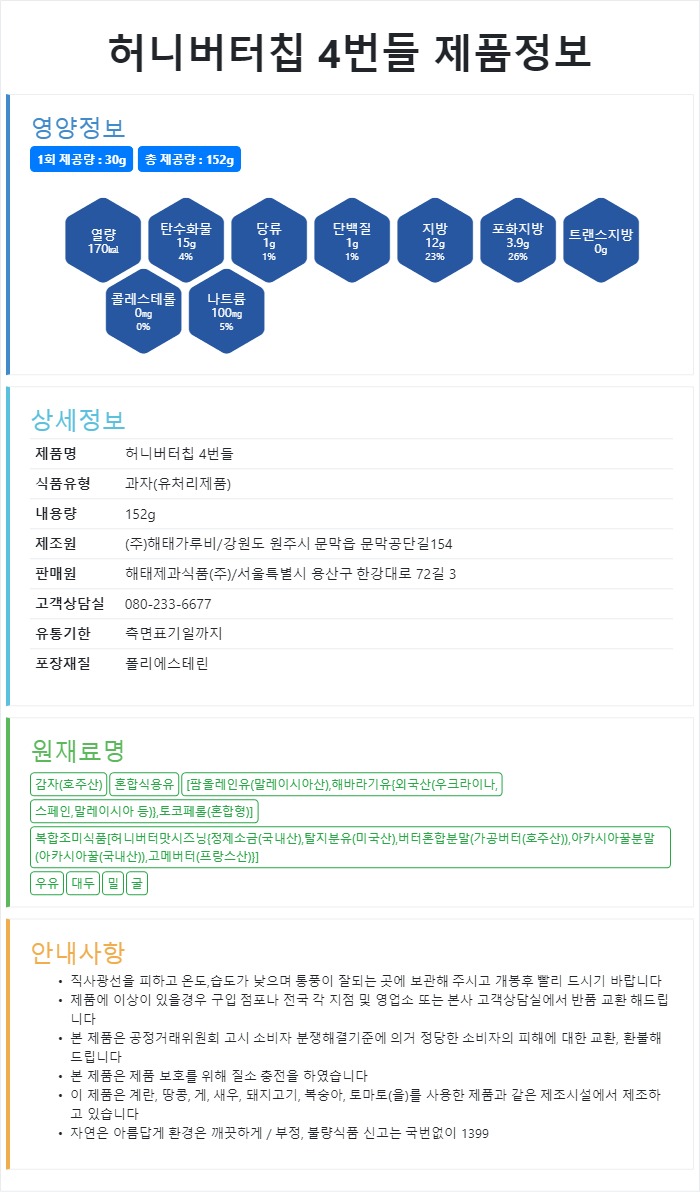 허니버터칩 4번들 제품정보
영양정보
1회 제공량 : 30g 총 제공량 : 152g
열량
170㎉
탄수화물
15g
4%
당류
1g
1%
단백질
1g
1%
지방
12g
23%
포화지방
3.9g
26%
트랜스지방
0g
콜레스테롤
0㎎
0%
나트륨
100㎎
5%
상세정보
제품명 허니버터칩 4번들
식품유형 과자(유처리제품)
내용량 152g
제조원 (주)해태가루비/강원도 원주시 문막읍 문막공단길154
판매원 해태제과식품(주)/서울특별시 용산구 한강대로 72길 3
고객상담실 080-233-6677
유통기한 측면표기일까지
포장재질 폴리에스테린
원재료명
감자(호주산) 혼합식용유 [팜올레인유(말레이시아산),해바라기유{외국산(우크라이나,
스페인,말레이시아 등)},토코페롤(혼합형)]
복합조미식품[허니버터맛시즈닝{정제소금(국내산),탈지분유(미국산),버터혼합분말(가공버터(호주산)),아카시아꿀분말
(아카시아꿀(국내산)),고메버터(프랑스산)}]
우유 대두 밀 굴
안내사항
• 직사광선을 피하고 온도,습도가 낮으며 통풍이 잘되는 곳에 보관해 주시고 개봉후 빨리 드시기 바랍니다
• 제품에 이상이 있을경우 구입 점포나 전국 각 지점 및 영업소 또는 본사 고객상담실에서 반품 교환 해드립
니다
• 본 제품은 공정거래위원회 고시 소비자 분쟁해결기준에 의거 정당한 소비자의 피해에 대한 교환, 환불해
드립니다
• 본 제품은 제품 보호를 위해 질소 충전을 하였습니다
• 이 제품은 계란, 땅콩, 게, 새우, 돼지고기, 복숭아, 토마토(을)를 사용한 제품과 같은 제조시설에서 제조하
고 있습니다
• 자연은 아름답게 환경은 깨끗하게 / 부정, 불량식품 신고는 국번없이 1399